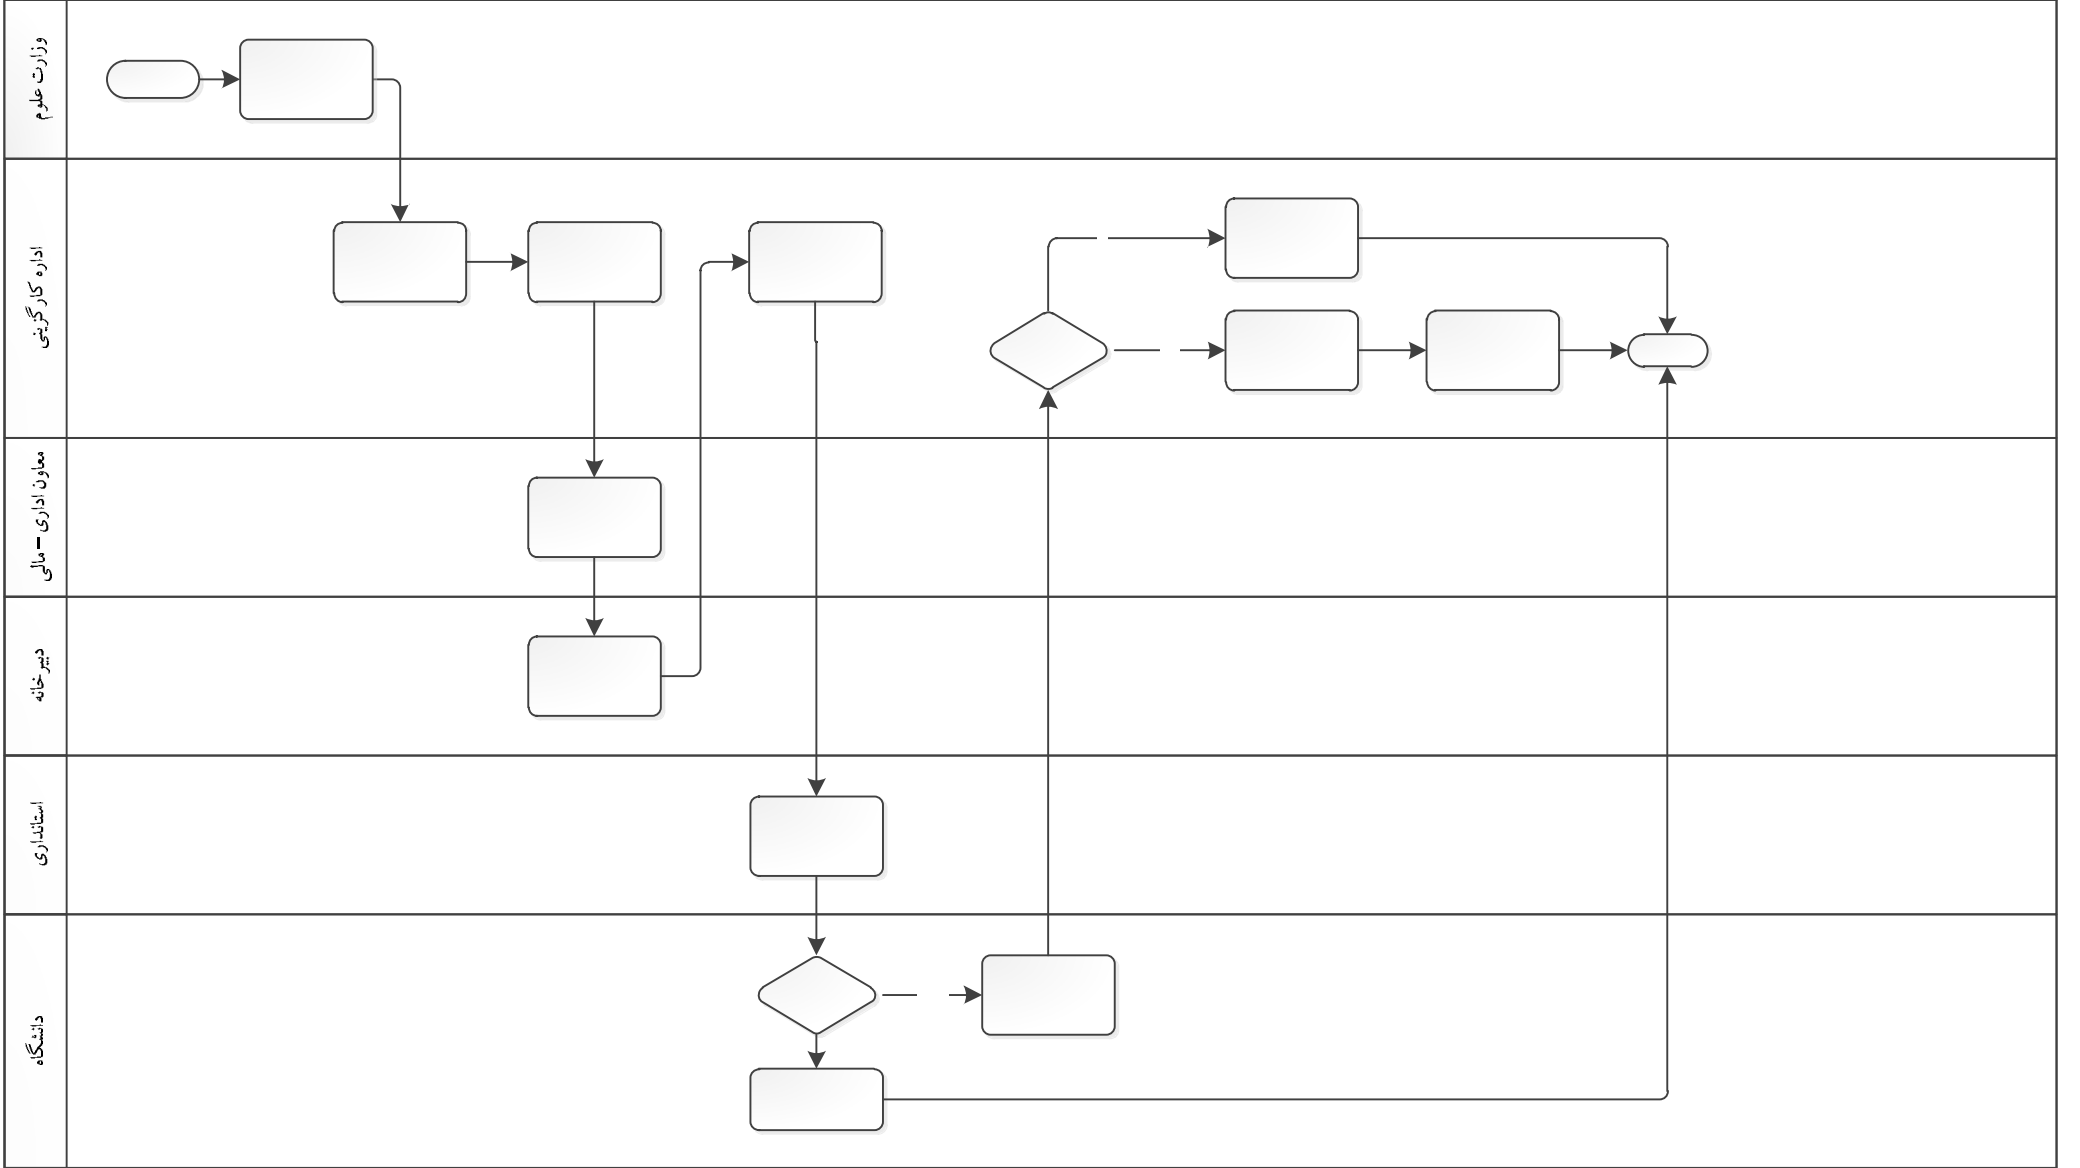 وزارت علوم
اداره کارگزینی
معاون اداری – مالی
دبیرخانه
استانداری
دانشگاه